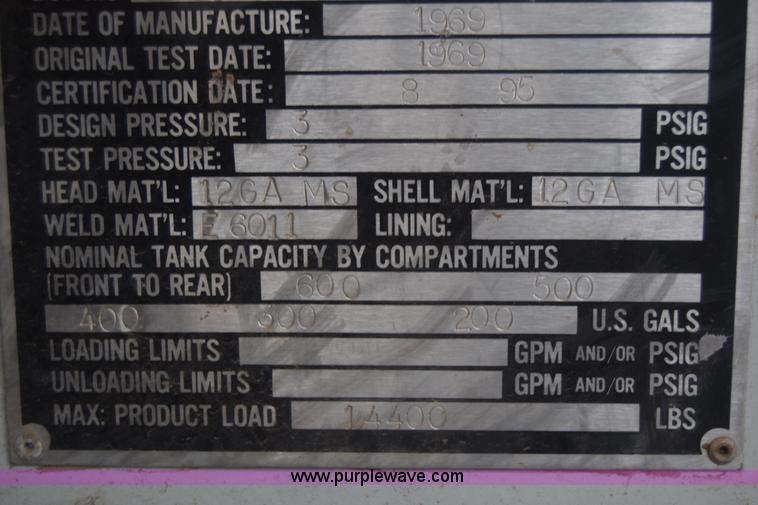 DATE OF MANUFACTURE: 1969
ORIGINAL TEST DATE: 1969
CERTIFICATION DATE: 8 95
DESIGN PRESSURE: 3 PSIG
TEST PRESSURE: 3 PSIG
HEAD MAT'L: 12GA MS SHELL MAT'L: 12GA MS
WELD MAT'L: E 6011 LINING:
NOMINAL TANK CAPACITY BY COMPARTMENTS
(FRONT TO REAR) 600 500
400 300 200 U.S. GALS
LOADING LIMITS GPM AND/OR PSIG
UNLOADING LIMITS GPM AND/OR PSIG
MAX: PRODUCT LOAD 14400 LBS
www.purplewave.com